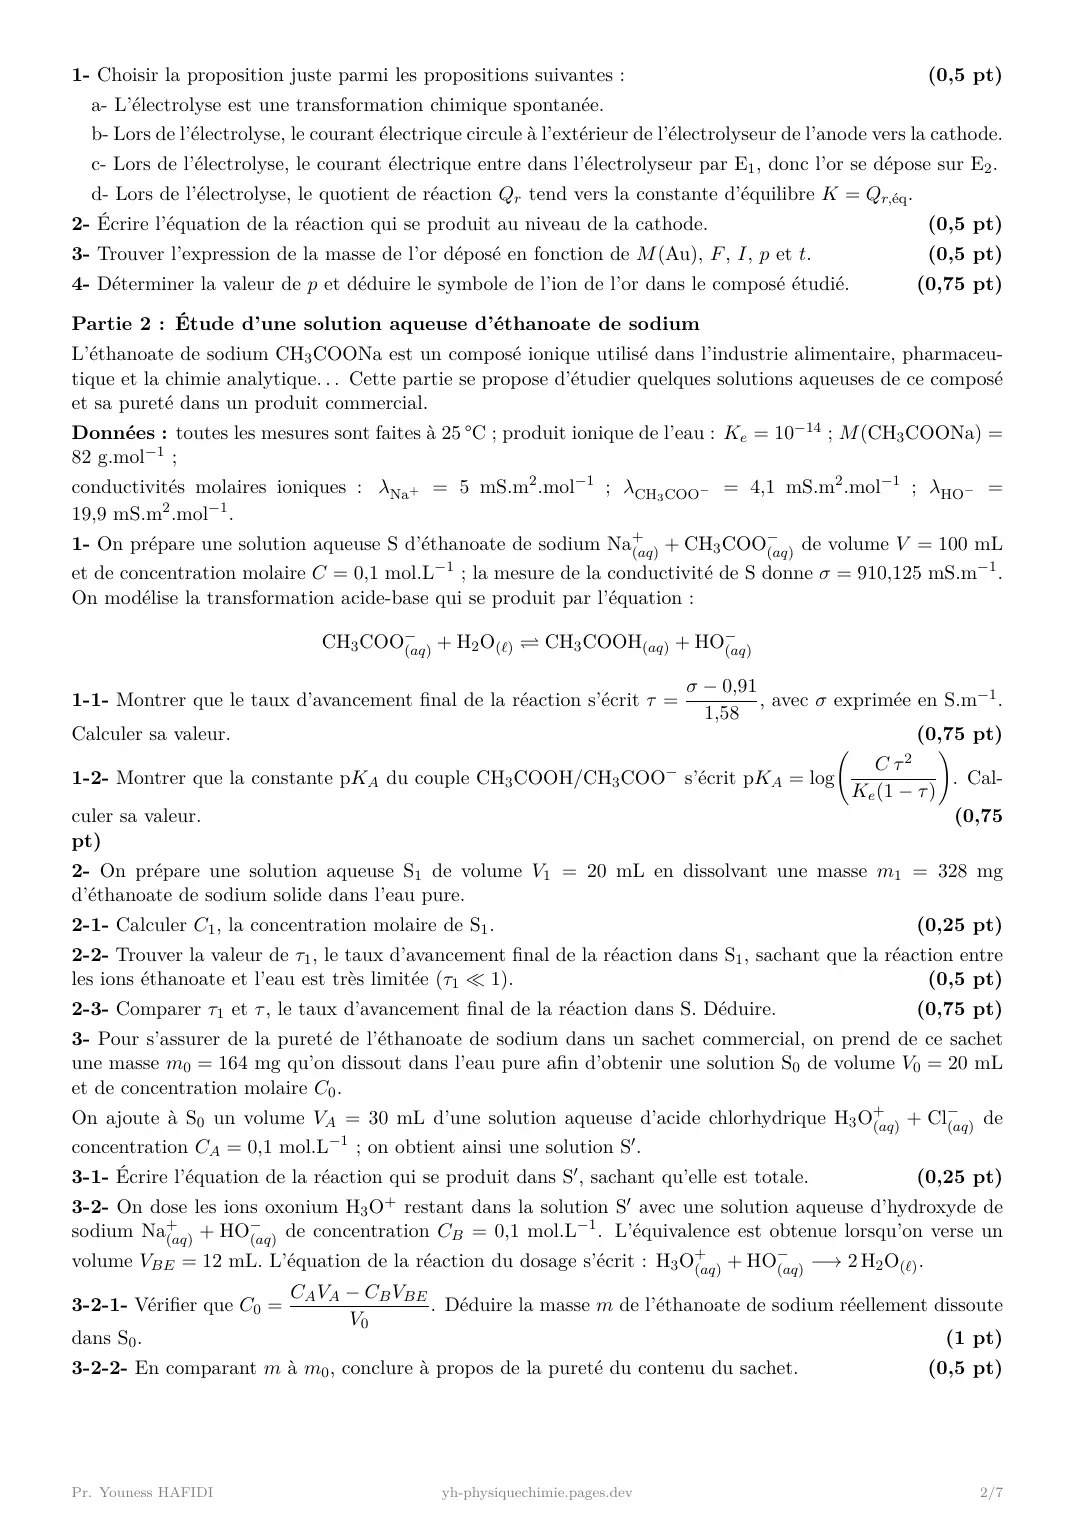 1- Choisir la proposition juste parmi les propositions suivantes : (0,5 pt)
a- L'électrolyse est une transformation chimique spontanée.
b- Lors de l'électrolyse, le courant électrique circule à l'extérieur de l'électrolyseur de l'anode vers la cathode.
c- Lors de l'électrolyse, le courant électrique entre dans l'électrolyseur par E₁, donc l'or se dépose sur E₂.
d- Lors de l'électrolyse, le quotient de réaction Qᵣ tend vers la constante d'équilibre K = Q_{r,éq}.
2- Écrire l'équation de la réaction qui se produit au niveau de la cathode. (0,5 pt)
3- Trouver l'expression de la masse de l'or déposé en fonction de M(Au), F, I, p et t. (0,5 pt)
4- Déterminer la valeur de p et déduire le symbole de l'ion de l'or dans le composé étudié. (0,75 pt)
Partie 2 : Étude d'une solution aqueuse d'éthanoate de sodium
L'éthanoate de sodium CH₃COONa est un composé ionique utilisé dans l'industrie alimentaire, pharmaceu-
tique et la chimie analytique... Cette partie se propose d'étudier quelques solutions aqueuses de ce composé
et sa pureté dans un produit commercial.
Données : toutes les mesures sont faites à 25 °C ; produit ionique de l'eau : Kₑ = 10⁻¹⁴ ; M(CH₃COONa) =
82 g.mol⁻¹ ;
conductivités molaires ioniques : λ_{Na⁺} = 5 mS.m².mol⁻¹ ; λ_{CH₃COO⁻} = 4,1 mS.m².mol⁻¹ ; λ_{HO⁻} =
19,9 mS.m².mol⁻¹.
1- On prépare une solution aqueuse S d'éthanoate de sodium Na⁺_{(aq)} + CH₃COO⁻_{(aq)} de volume V = 100 mL
et de concentration molaire C = 0,1 mol.L⁻¹ ; la mesure de la conductivité de S donne σ = 910,125 mS.m⁻¹.
On modélise la transformation acide-base qui se produit par l'équation :
CH₃COO⁻_{(aq)} + H₂O_{(ℓ)} ⇌ CH₃COOH_{(aq)} + HO⁻_{(aq)}
1-1- Montrer que le taux d'avancement final de la réaction s'écrit τ = (σ − 0,91)/1,58, avec σ exprimée en S.m⁻¹.
Calculer sa valeur. (0,75 pt)
1-2- Montrer que la constante pK_A du couple CH₃COOH/CH₃COO⁻ s'écrit pK_A = log(C τ²/(Kₑ(1 − τ))). Cal-
culer sa valeur. (0,75
pt)
2- On prépare une solution aqueuse S₁ de volume V₁ = 20 mL en dissolvant une masse m₁ = 328 mg
d'éthanoate de sodium solide dans l'eau pure.
2-1- Calculer C₁, la concentration molaire de S₁. (0,25 pt)
2-2- Trouver la valeur de τ₁, le taux d'avancement final de la réaction dans S₁, sachant que la réaction entre
les ions éthanoate et l'eau est très limitée (τ₁ ≪ 1). (0,5 pt)
2-3- Comparer τ₁ et τ, le taux d'avancement final de la réaction dans S. Déduire. (0,75 pt)
3- Pour s'assurer de la pureté de l'éthanoate de sodium dans un sachet commercial, on prend de ce sachet
une masse m₀ = 164 mg qu'on dissout dans l'eau pure afin d'obtenir une solution S₀ de volume V₀ = 20 mL
et de concentration molaire C₀.
On ajoute à S₀ un volume V_A = 30 mL d'une solution aqueuse d'acide chlorhydrique H₃O⁺_{(aq)} + Cl⁻_{(aq)} de
concentration C_A = 0,1 mol.L⁻¹ ; on obtient ainsi une solution S′.
3-1- Écrire l'équation de la réaction qui se produit dans S′, sachant qu'elle est totale. (0,25 pt)
3-2- On dose les ions oxonium H₃O⁺ restant dans la solution S′ avec une solution aqueuse d'hydroxyde de
sodium Na⁺_{(aq)} + HO⁻_{(aq)} de concentration C_B = 0,1 mol.L⁻¹. L'équivalence est obtenue lorsqu'on verse un
volume V_{BE} = 12 mL. L'équation de la réaction du dosage s'écrit : H₃O⁺_{(aq)} + HO⁻_{(aq)} ⟶ 2 H₂O_{(ℓ)}.
3-2-1- Vérifier que C₀ = (C_A V_A − C_B V_{BE})/V₀. Déduire la masse m de l'éthanoate de sodium réellement dissoute
dans S₀. (1 pt)
3-2-2- En comparant m à m₀, conclure à propos de la pureté du contenu du sachet. (0,5 pt)
Pr. Youness HAFIDI yh-physiquechimie.pages.dev 2/7